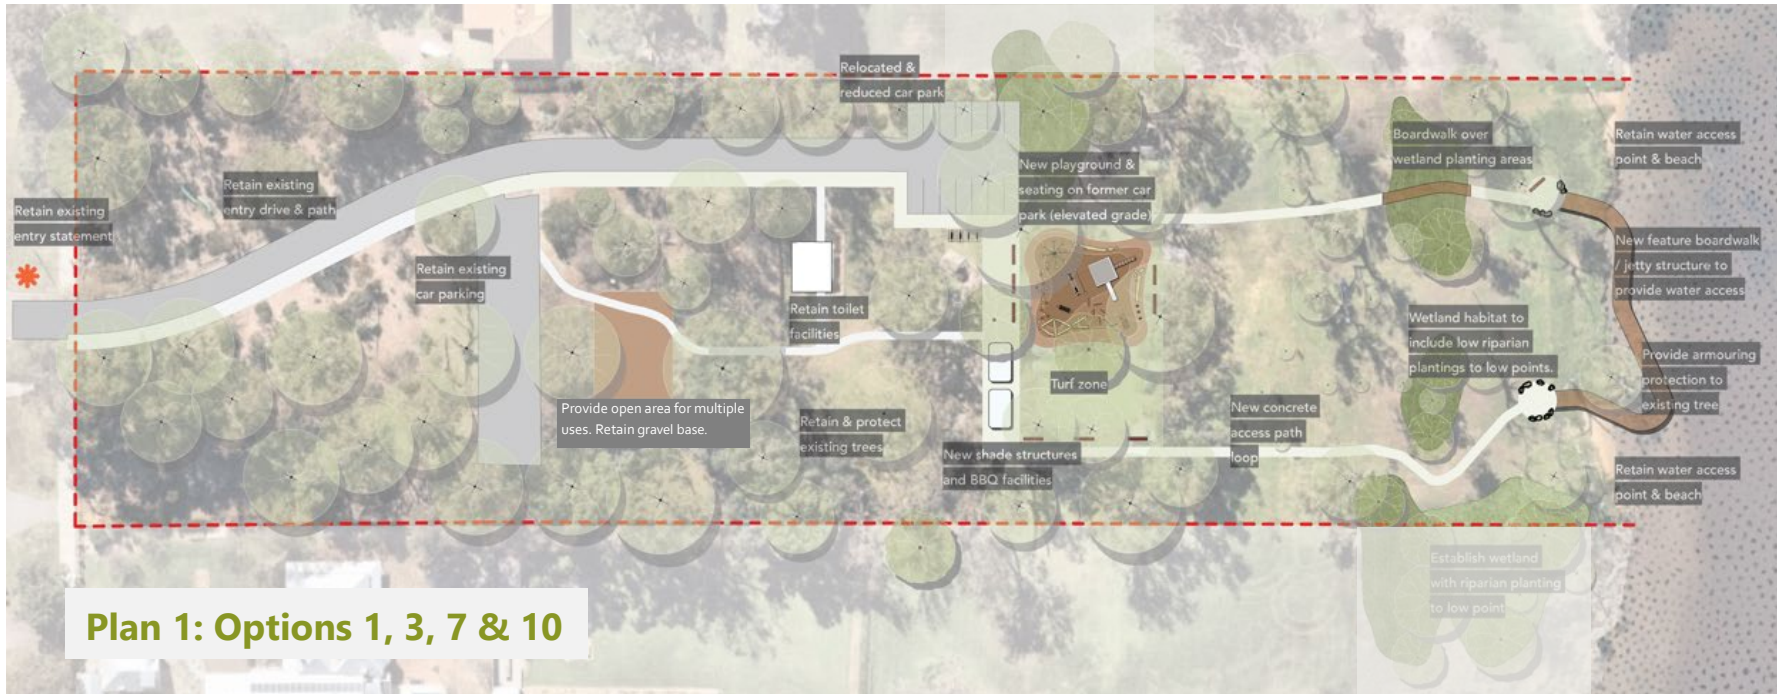 Relocated &
reduced car park
Retain existing
entry statement
Retain existing
entry drive & path
Retain existing
car parking
Provide open area for multiple
uses. Retain gravel base.
Retain toilet
facilities
Retain & protect
existing trees
New playground &
seating on former car
park (elevated grade)
Turf zone
New shade structures
and BBQ facilities
New concrete
access path
loop
Boardwalk over
wetland planting areas
Wetland habitat to
include low riparian
plantings to low points.
Retain water access
point & beach
New feature boardwalk
/ jetty structure to
provide water access
Provide armouring
protection to
existing tree
Retain water access
point & beach
Establish wetland
with riparian planting
to low point
Plan 1: Options 1, 3, 7 & 10